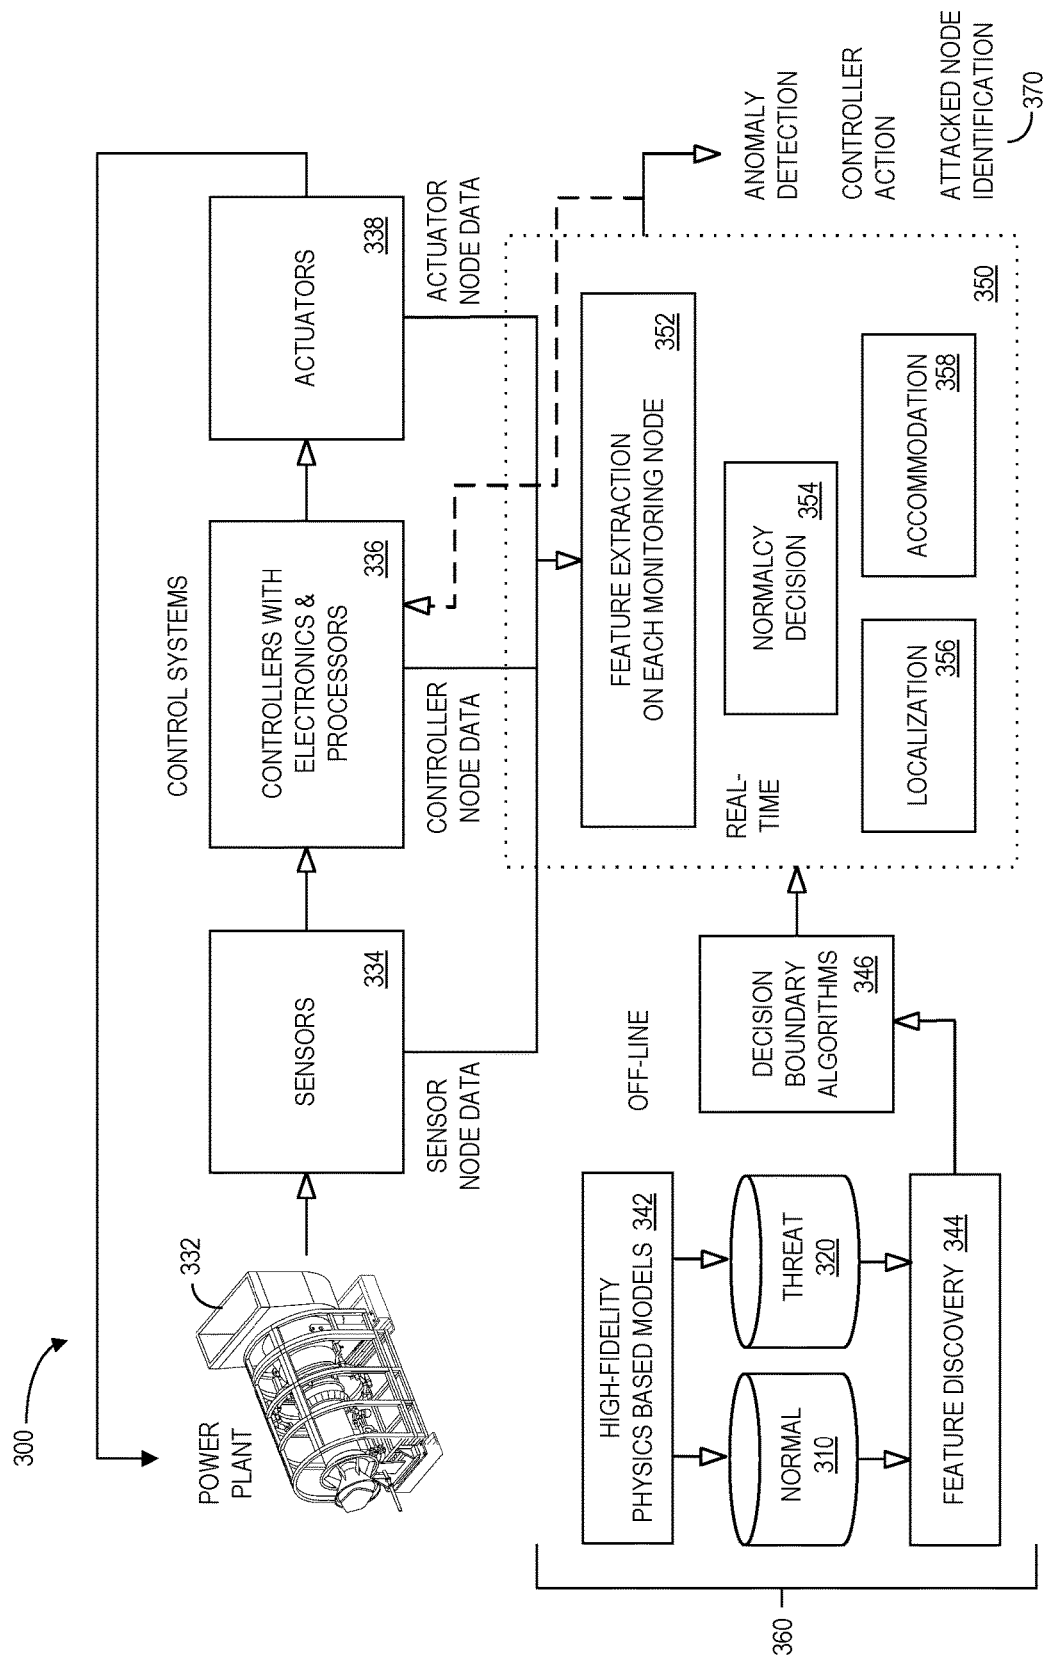 300
POWER
PLANT
332
CONTROL SYSTEMS
SENSORS
334
CONTROLLERS WITH
ELECTRONICS &
PROCESSORS
336
ACTUATORS
338
SENSOR
NODE DATA
CONTROLLER
NODE DATA
ACTUATOR
NODE DATA
OFF-LINE
HIGH-FIDELITY
PHYSICS BASED MODELS 342
NORMAL
310
THREAT
320
FEATURE DISCOVERY 344
DECISION
BOUNDARY
ALGORITHMS
346
360
REAL-
TIME
FEATURE EXTRACTION
ON EACH MONITORING NODE
352
NORMALCY
DECISION
354
LOCALIZATION
356
ACCOMMODATION
358
350
ANOMALY
DETECTION
CONTROLLER
ACTION
ATTACKED NODE
IDENTIFICATION
370